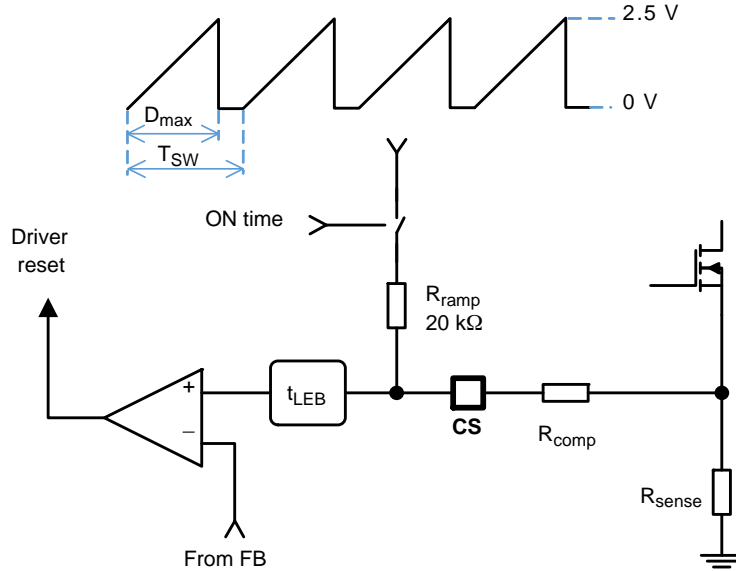 2.5 V
0 V
Dmax
TSW
ON time
Driver
reset
Rramp
20 kΩ
+
tLEB
−
CS
Rcomp
Rsense
From FB